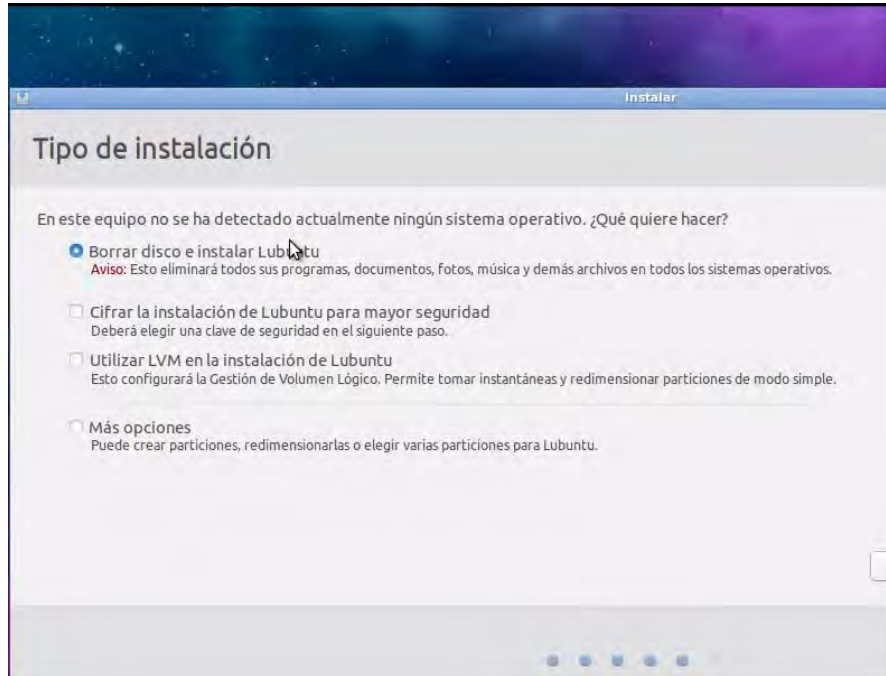 Instalar
Tipo de instalación
En este equipo no se ha detectado actualmente ningún sistema operativo. ¿Qué quiere hacer?
Borrar disco e instalar Lubuntu
Aviso: Esto eliminará todos sus programas, documentos, fotos, música y demás archivos en todos los sistemas operativos.
Cifrar la instalación de Lubuntu para mayor seguridad
Deberá elegir una clave de seguridad en el siguiente paso.
Utilizar LVM en la instalación de Lubuntu
Esto configurará la Gestión de Volumen Lógico. Permite tomar instantáneas y redimensionar particiones de modo simple.
Más opciones
Puede crear particiones, redimensionarlas o elegir varias particiones para Lubuntu.